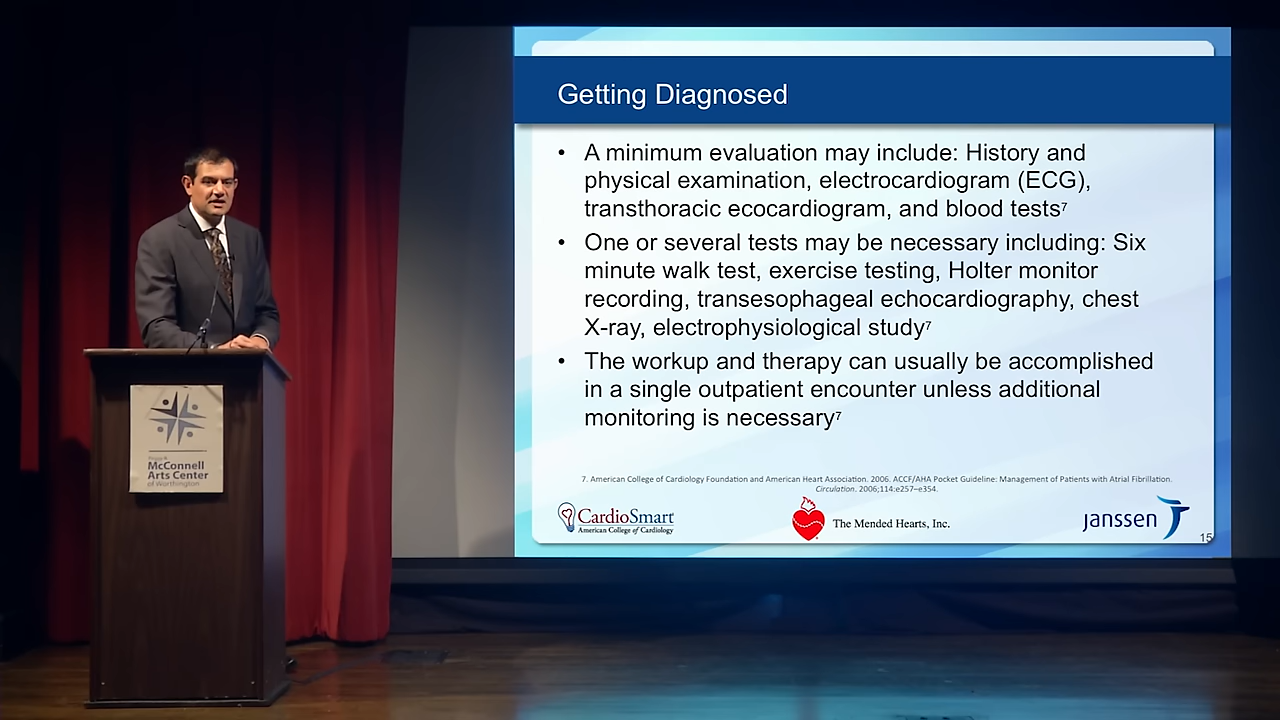 Getting Diagnosed
• A minimum evaluation may include: History and
physical examination, electrocardiogram (ECG),
transthoracic ecocardiogram, and blood tests⁷
• One or several tests may be necessary including: Six
minute walk test, exercise testing, Holter monitor
recording, transesophageal echocardiography, chest
X-ray, electrophysiological study⁷
• The workup and therapy can usually be accomplished
in a single outpatient encounter unless additional
monitoring is necessary⁷
7. American College of Cardiology Foundation and American Heart Association. 2006. ACCF/AHA Pocket Guideline: Management of Patients with Atrial Fibrillation.
Circulation. 2006;114:e257–e354.
CardioSmart
American College of Cardiology
The Mended Hearts, Inc.
janssen
15
McConnell
Arts Center
of Worthington